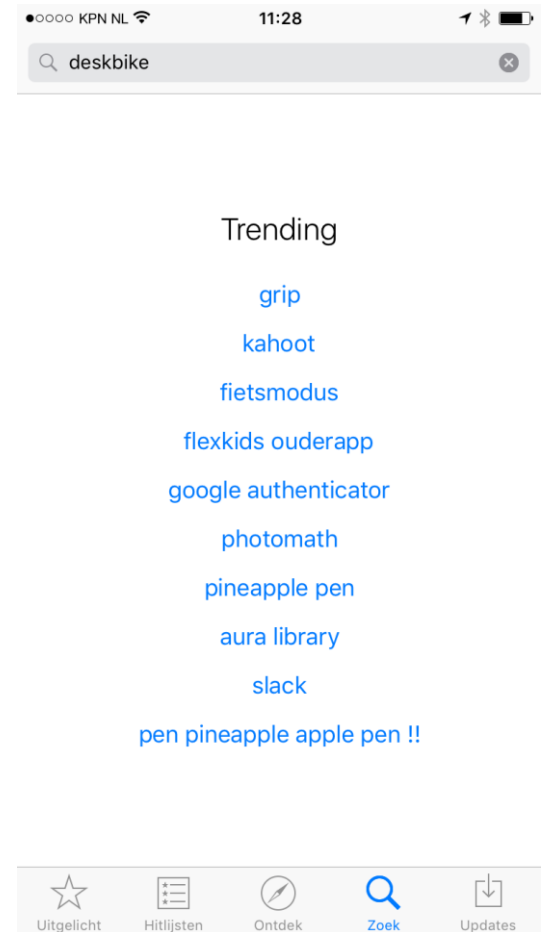 KPN NL 11:28
deskbike
Trending
grip
kahoot
fietsmodus
flexkids ouderapp
google authenticator
photomath
pineapple pen
aura library
slack
pen pineapple apple pen !!
Uitgelicht Hitlijsten Ontdek Zoek Updates